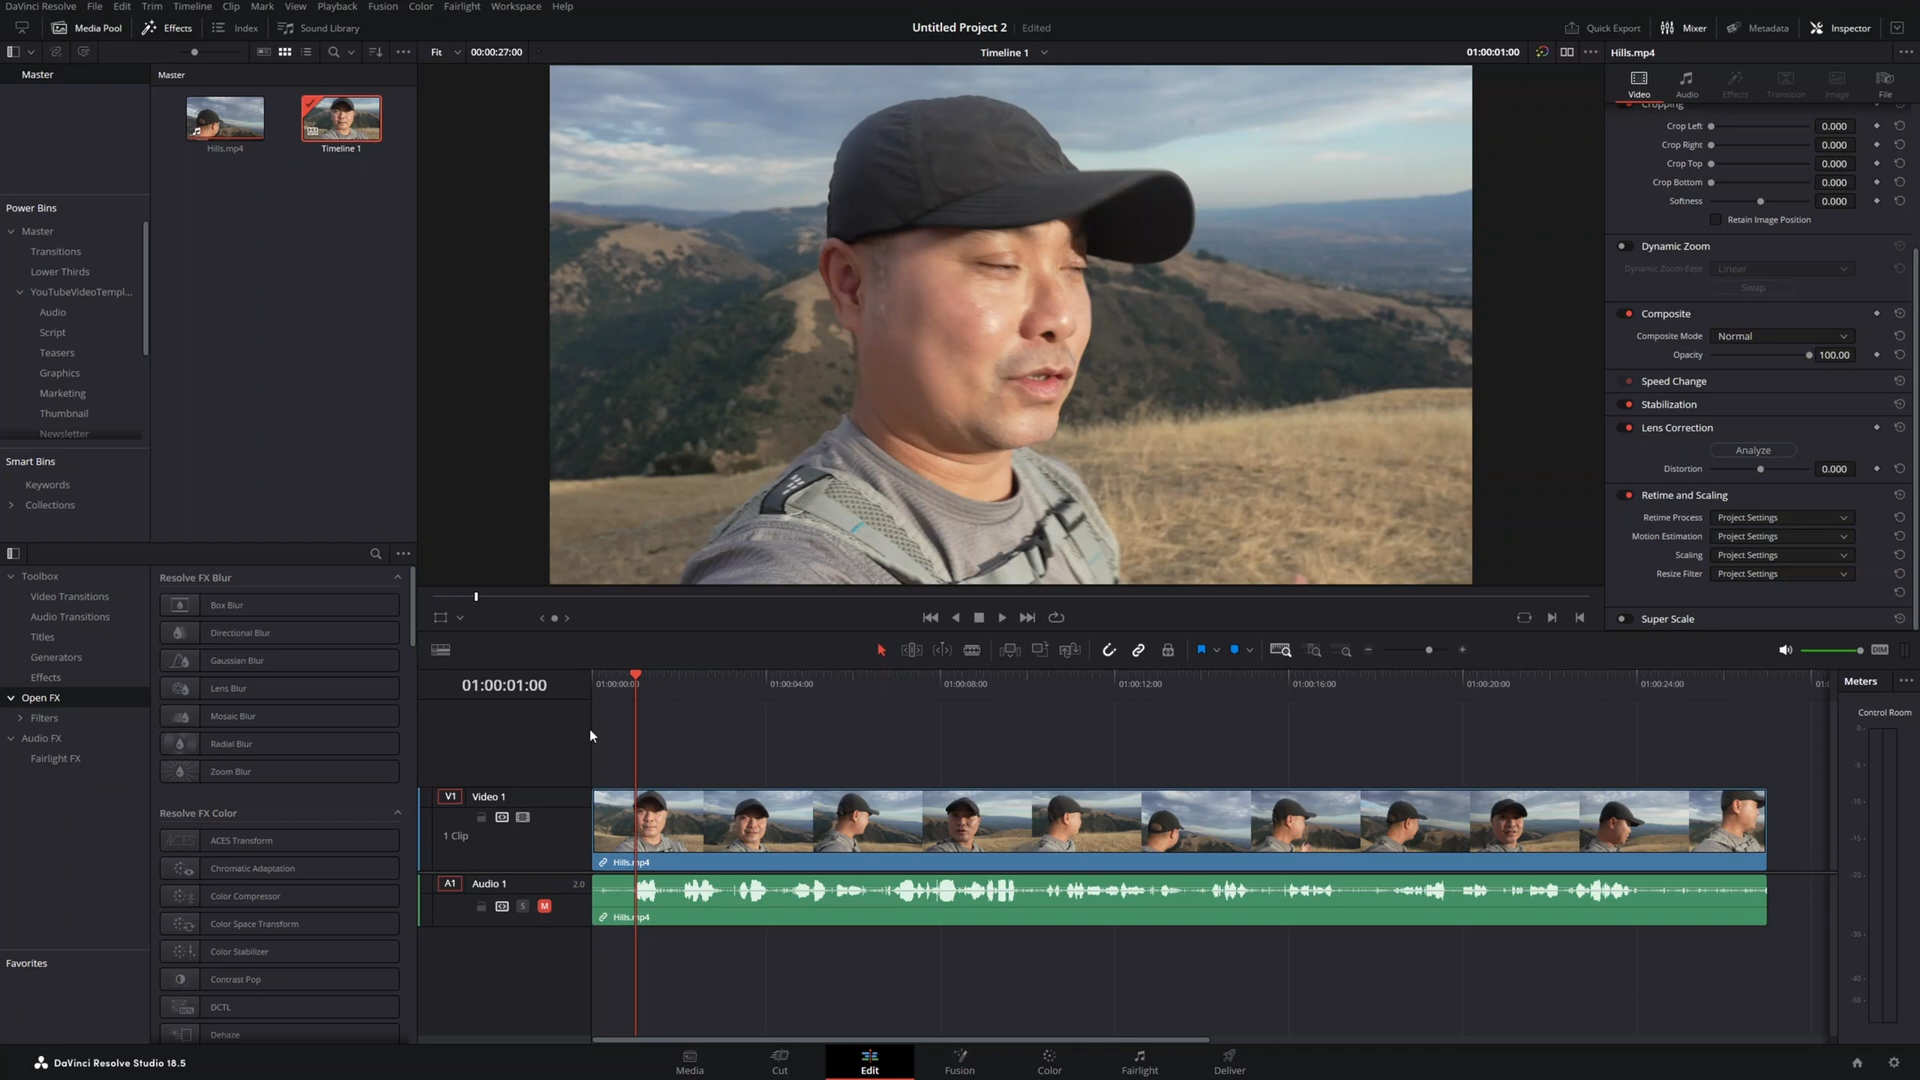 DaVinci Resolve File Edit Trim Timeline Clip Mark View Playback Fusion Color Fairlight Workspace Help
Media Pool Effects Index Sound Library Untitled Project 2 Edited Quick Export Mixer Metadata Inspector
Fit 00:00:27:00 Timeline 1 01:00:01:00 Hills.mp4
Master
Master
Hills.mp4
Timeline 1
Power Bins
Master
Transitions
Lower Thirds
YouTubeVideoTempl...
Audio
Script
Teasers
Graphics
Marketing
Thumbnail
Newsletter
Smart Bins
Keywords
Collections
Video Audio Effects Transition Image File
Cropping
Crop Left 0.000
Crop Right 0.000
Crop Top 0.000
Crop Bottom 0.000
Softness 0.000
Retain Image Position
Dynamic Zoom
Dynamic Zoom Ease Linear
Swap
Composite
Composite Mode Normal
Opacity 100.00
Speed Change
Stabilization
Lens Correction
Analyze
Distortion 0.000
Retime and Scaling
Retime Process Project Settings
Motion Estimation Project Settings
Scaling Project Settings
Resize Filter Project Settings
Super Scale
Toolbox
Video Transitions
Audio Transitions
Titles
Generators
Effects
Open FX
Filters
Audio FX
Fairlight FX
Favorites
Resolve FX Blur
Box Blur
Directional Blur
Gaussian Blur
Lens Blur
Mosaic Blur
Radial Blur
Zoom Blur
Resolve FX Color
ACES ACES Transform
Chromatic Adaptation
Color Compressor
Color Space Transform
Color Stabilizer
Contrast Pop
DCTL
Dehaze
DIM
01:00:01:00
01:00:00:00 01:00:04:00 01:00:08:00 01:00:12:00 01:00:16:00 01:00:20:00 01:00:24:00
V1 Video 1
1 Clip
Hills.mp4
A1 Audio 1 2.0
S M
Hills.mp4
Meters
Control Room
0
-5
-10
-15
-20
-30
-40
-50
DaVinci Resolve Studio 18.5
Media Cut Edit Fusion Color Fairlight Deliver